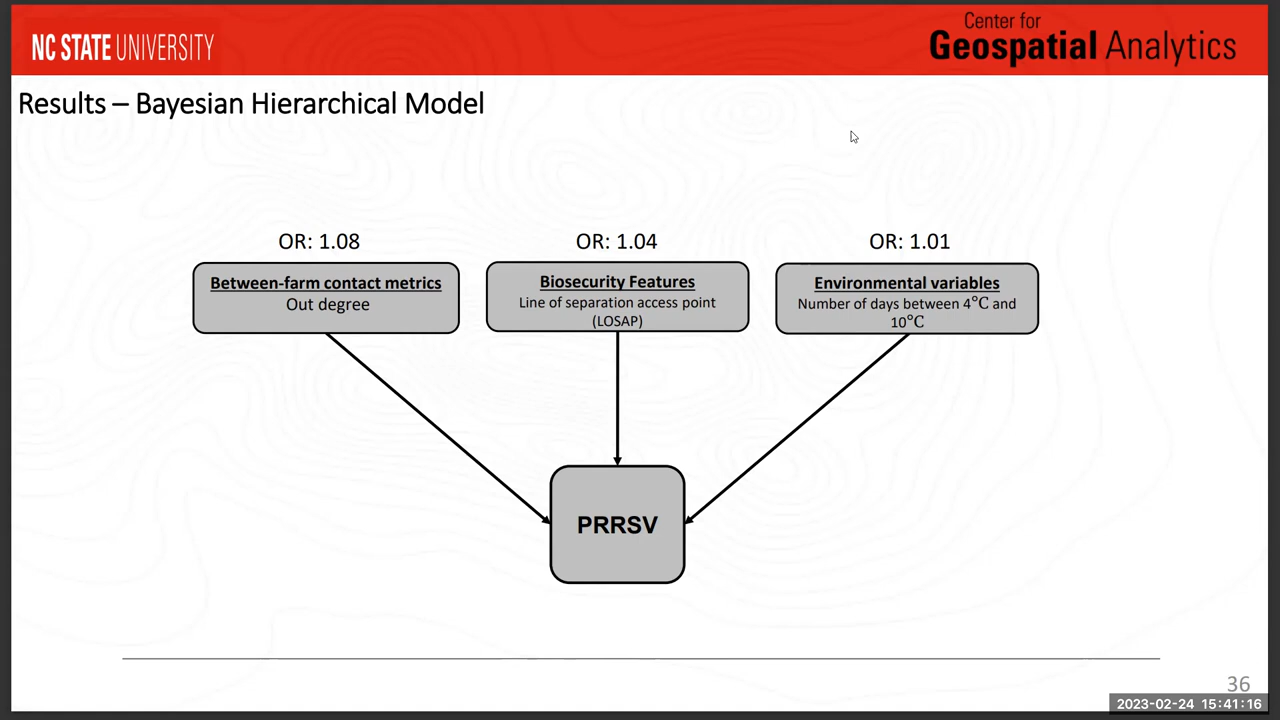 NC STATE UNIVERSITY
Center for
Geospatial Analytics
Results – Bayesian Hierarchical Model
OR: 1.08
OR: 1.04
OR: 1.01
Between-farm contact metrics
Out degree
Biosecurity Features
Line of separation access point
(LOSAP)
Environmental variables
Number of days between 4℃ and
10℃
PRRSV
36
2023-02-24 15:41:16